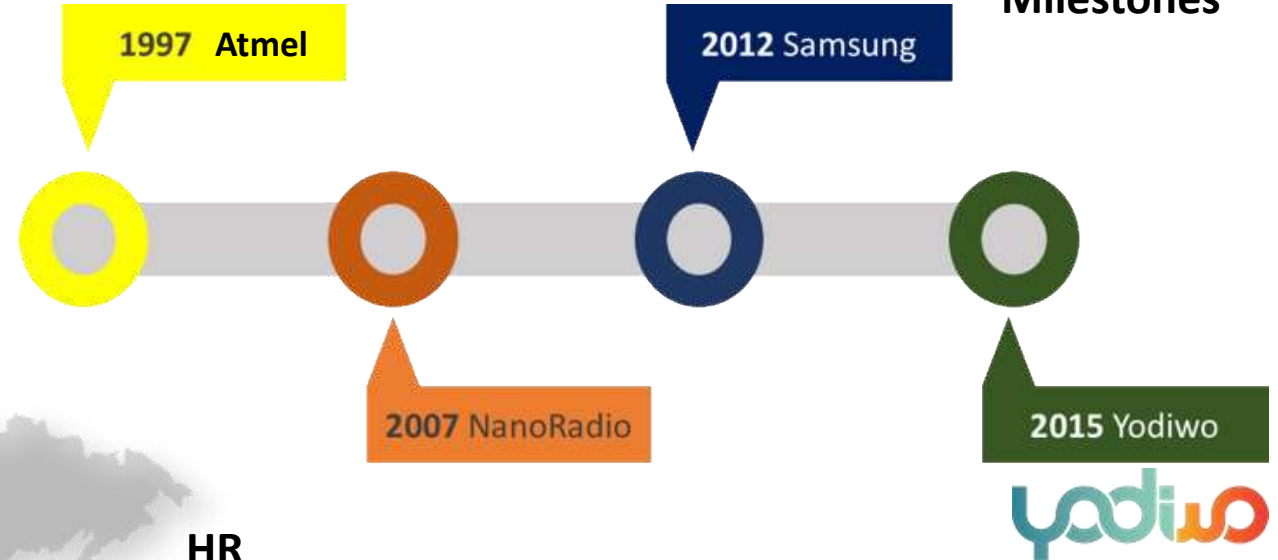 Milestones
1997 Atmel
2012 Samsung
2007 NanoRadio
2015 Yodiwo
yodiwo
HR